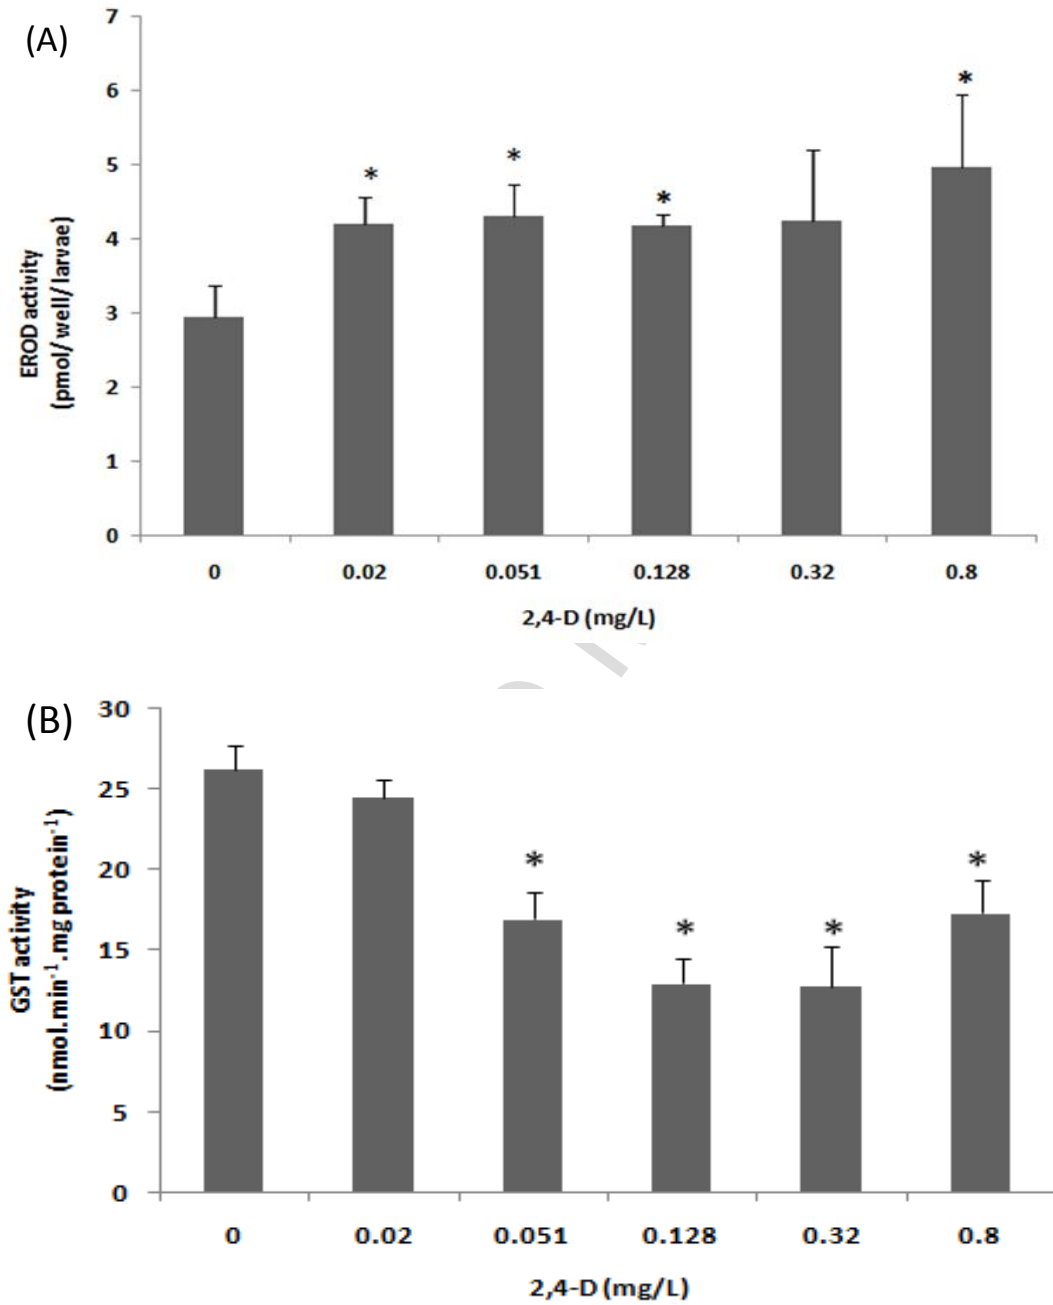 (A)
7
6
5
4
3
2
1
0
EROD activity
(pmol/ well/ larvae)
*
*
*
*
0 0.02 0.051 0.128 0.32 0.8
2,4-D (mg/L)
(B)
30
25
20
15
10
5
0
GST activity
(nmol.min⁻¹.mg protein⁻¹)
*
*
*
*
0 0.02 0.051 0.128 0.32 0.8
2,4-D (mg/L)